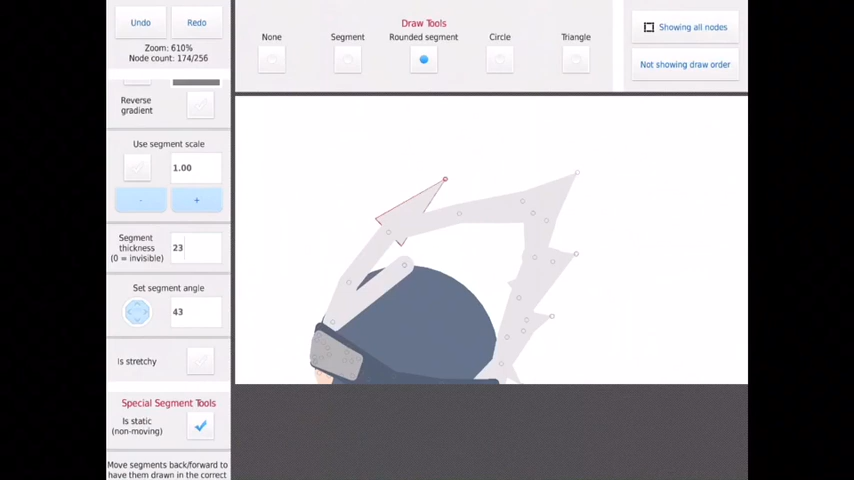 Undo
Redo
Zoom: 610%
Node count: 174/256
Reverse
gradient
Use segment scale
1.00
-
+
Segment
thickness
(0 = invisible)
23
Set segment angle
43
Is stretchy
Special Segment Tools
Is static
(non-moving)
Move segments back/forward to
have them drawn in the correct
Draw Tools
None
Segment
Rounded segment
Circle
Triangle
Showing all nodes
Not showing draw order